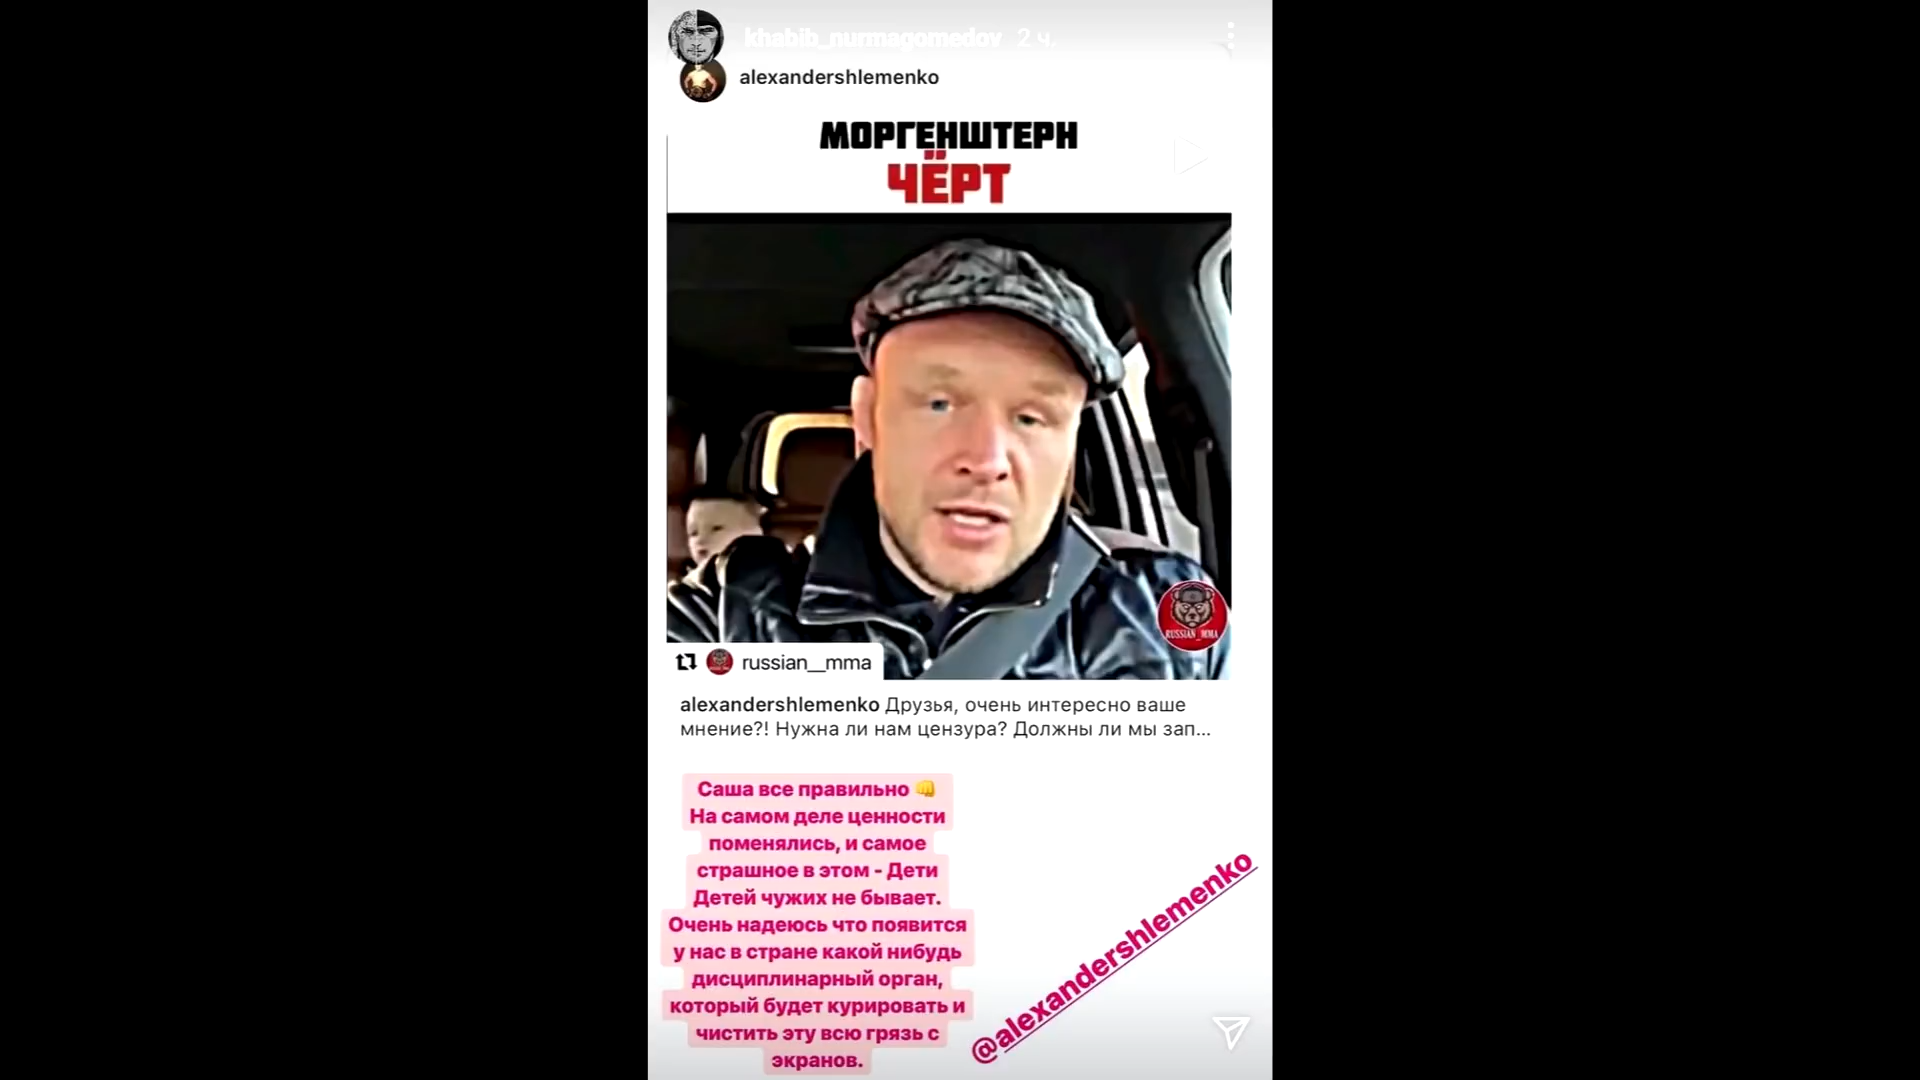 khabib_nurmagomedov 2 ч.
alexandershlemenko
МОРГЕНШТЕРН
ЧЁРТ
RUSSIAN_MMA
russian__mma
alexandershlemenko Друзья, очень интересно ваше
мнение?! Нужна ли нам цензура? Должны ли мы зап...
Саша все правильно 👊
На самом деле ценности
поменялись, и самое
страшное в этом - Дети
Детей чужих не бывает.
Очень надеюсь что появится
у нас в стране какой нибудь
дисциплинарный орган,
который будет курировать и
чистить эту всю грязь с
экранов.
@alexandershlemenko